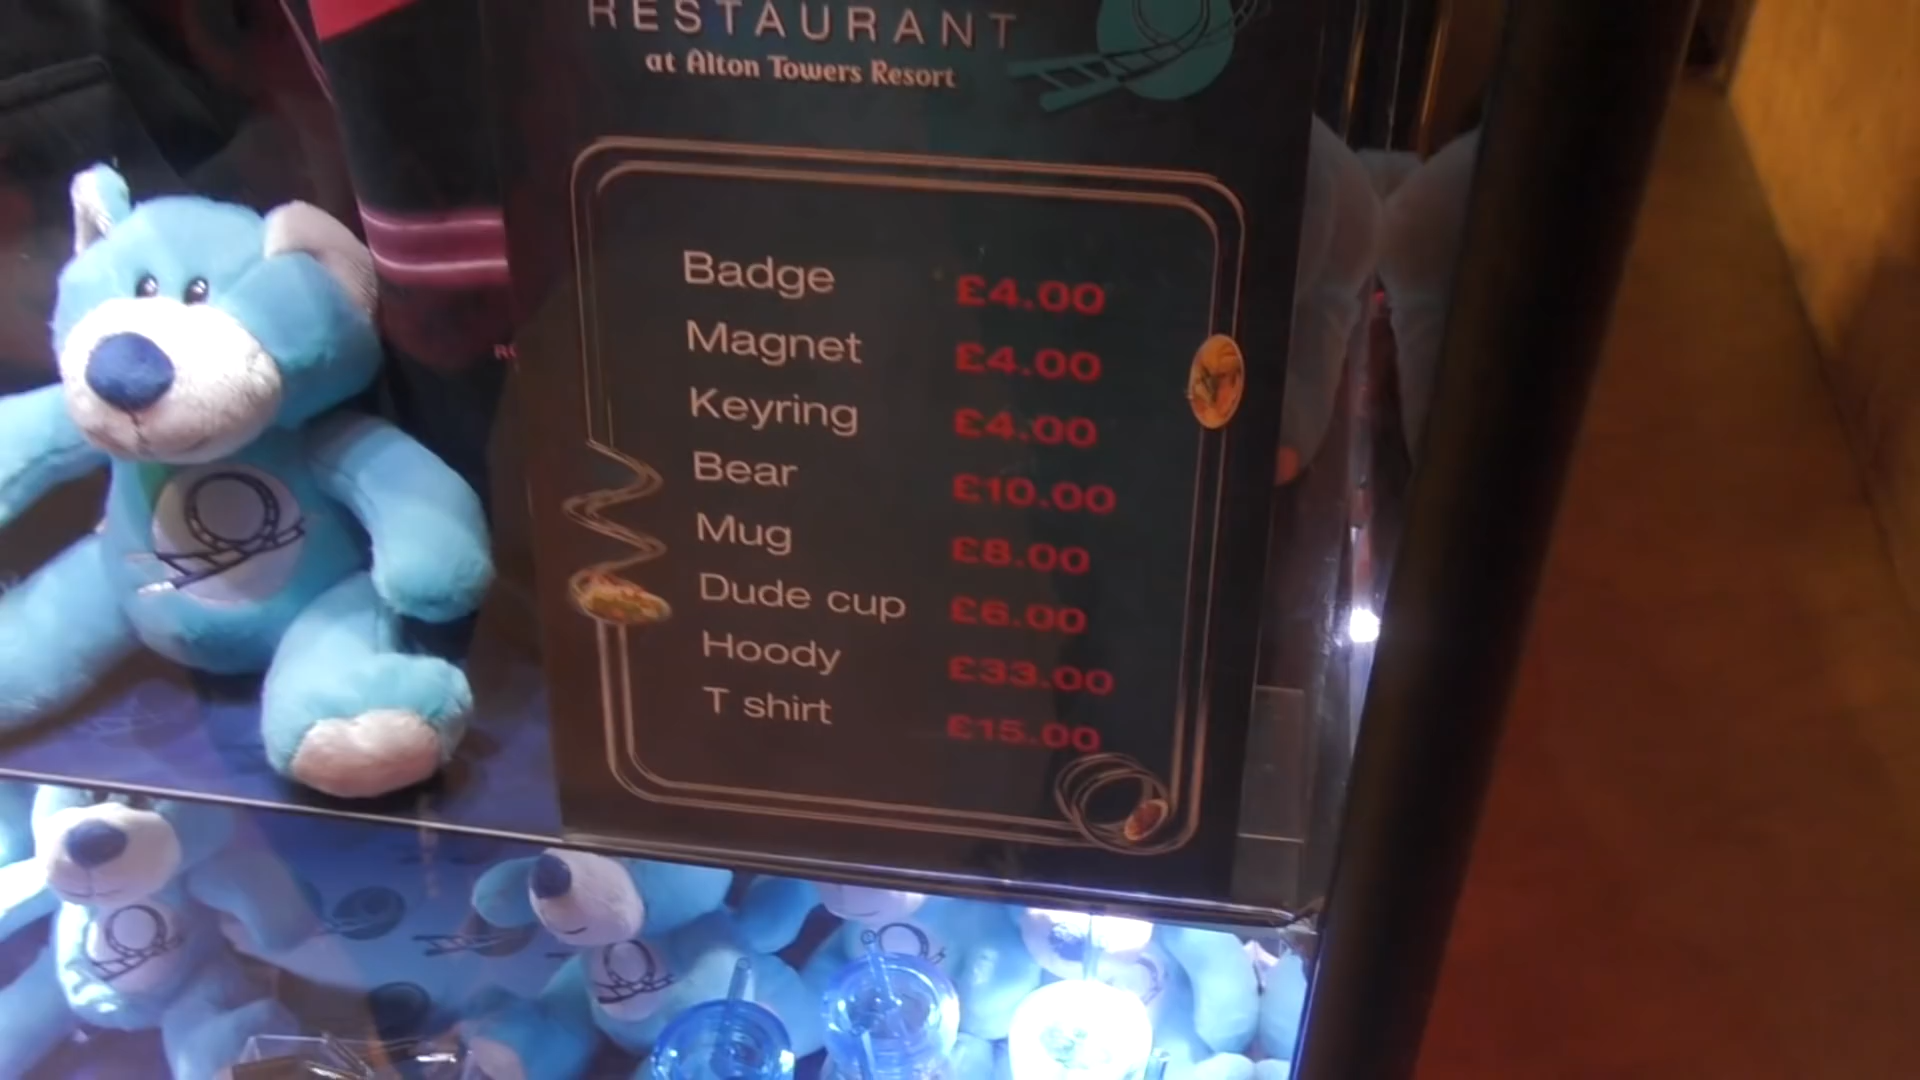 RESTAURANT
at Alton Towers Resort
Badge £4.00
Magnet £4.00
Keyring £4.00
Bear £10.00
Mug £8.00
Dude cup £6.00
Hoody £33.00
T shirt £15.00